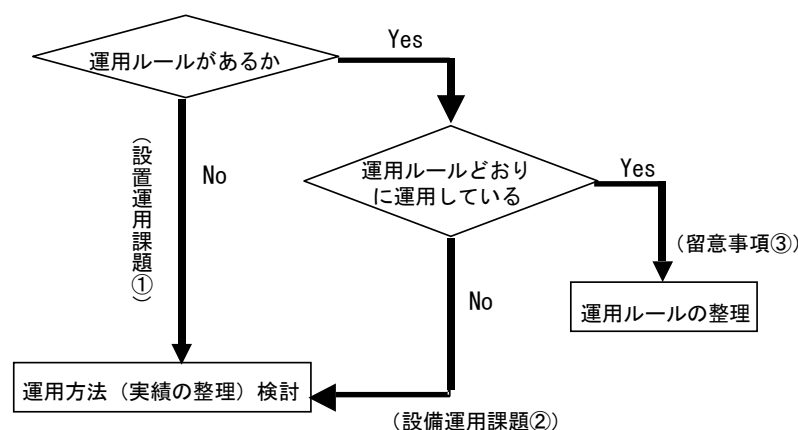 運用ルールがあるか
Yes
運用ルールどおり
に運用している
Yes
No
（設置運用課題①）
（留意事項③）
運用ルールの整理
No
運用方法（実績の整理）検討
（設備運用課題②）